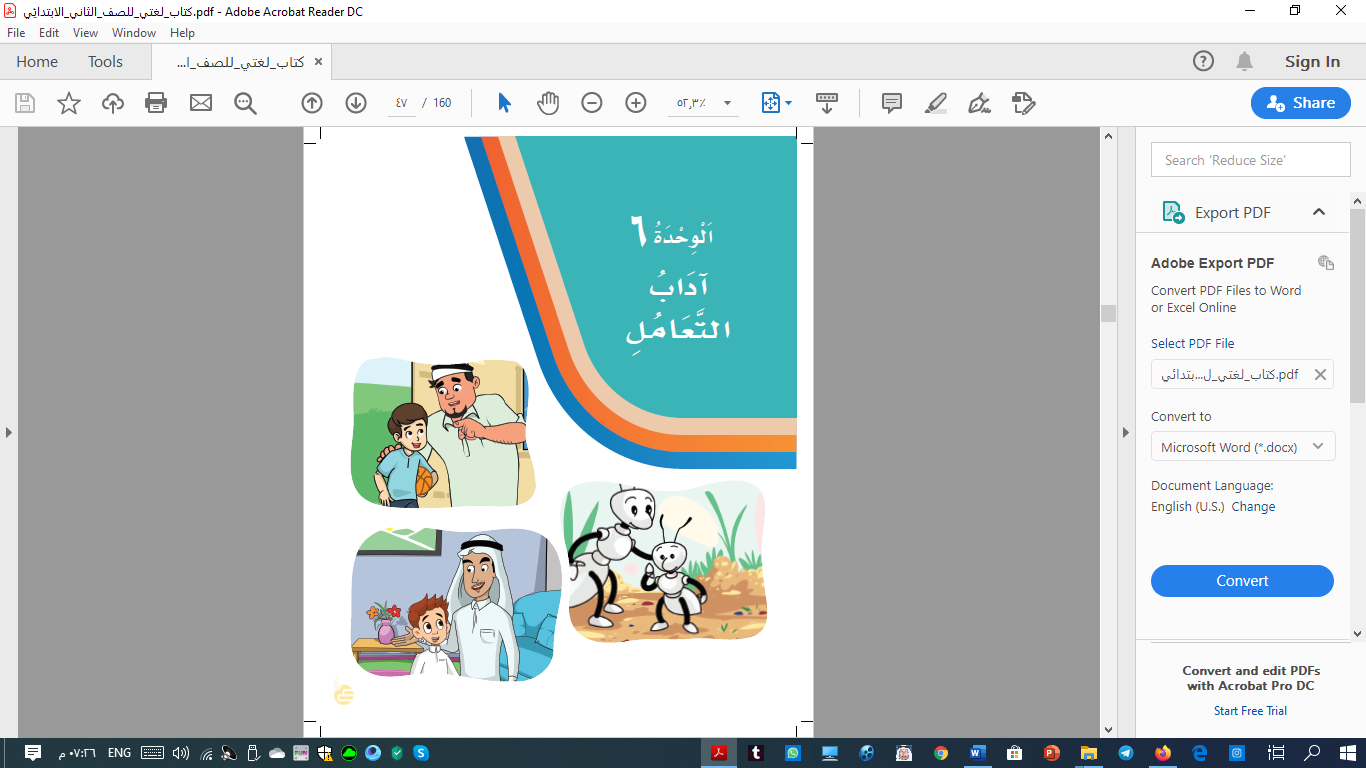 كتاب_لغتي_للصف_الثاني_الابتدائي.pdf - Adobe Acrobat Reader DC
File Edit View Window Help
Home Tools كتاب_لغتي_للصف_ا... Sign In
٤٧ / 160 ٥٢٫٣٪ Share
اَلْوِحْدَةُ ٦
آدَابُ
التَّعَامُلِ
Search 'Reduce Size'
Export PDF
Adobe Export PDF
Convert PDF Files to Word
or Excel Online
Select PDF File
كتاب_لغتي_ل...بتدائي.pdf
Convert to
Microsoft Word (*.docx)
Document Language:
English (U.S.) Change
Convert
Convert and edit PDFs
with Acrobat Pro DC
Start Free Trial
٠٧:٢٦ م ENG